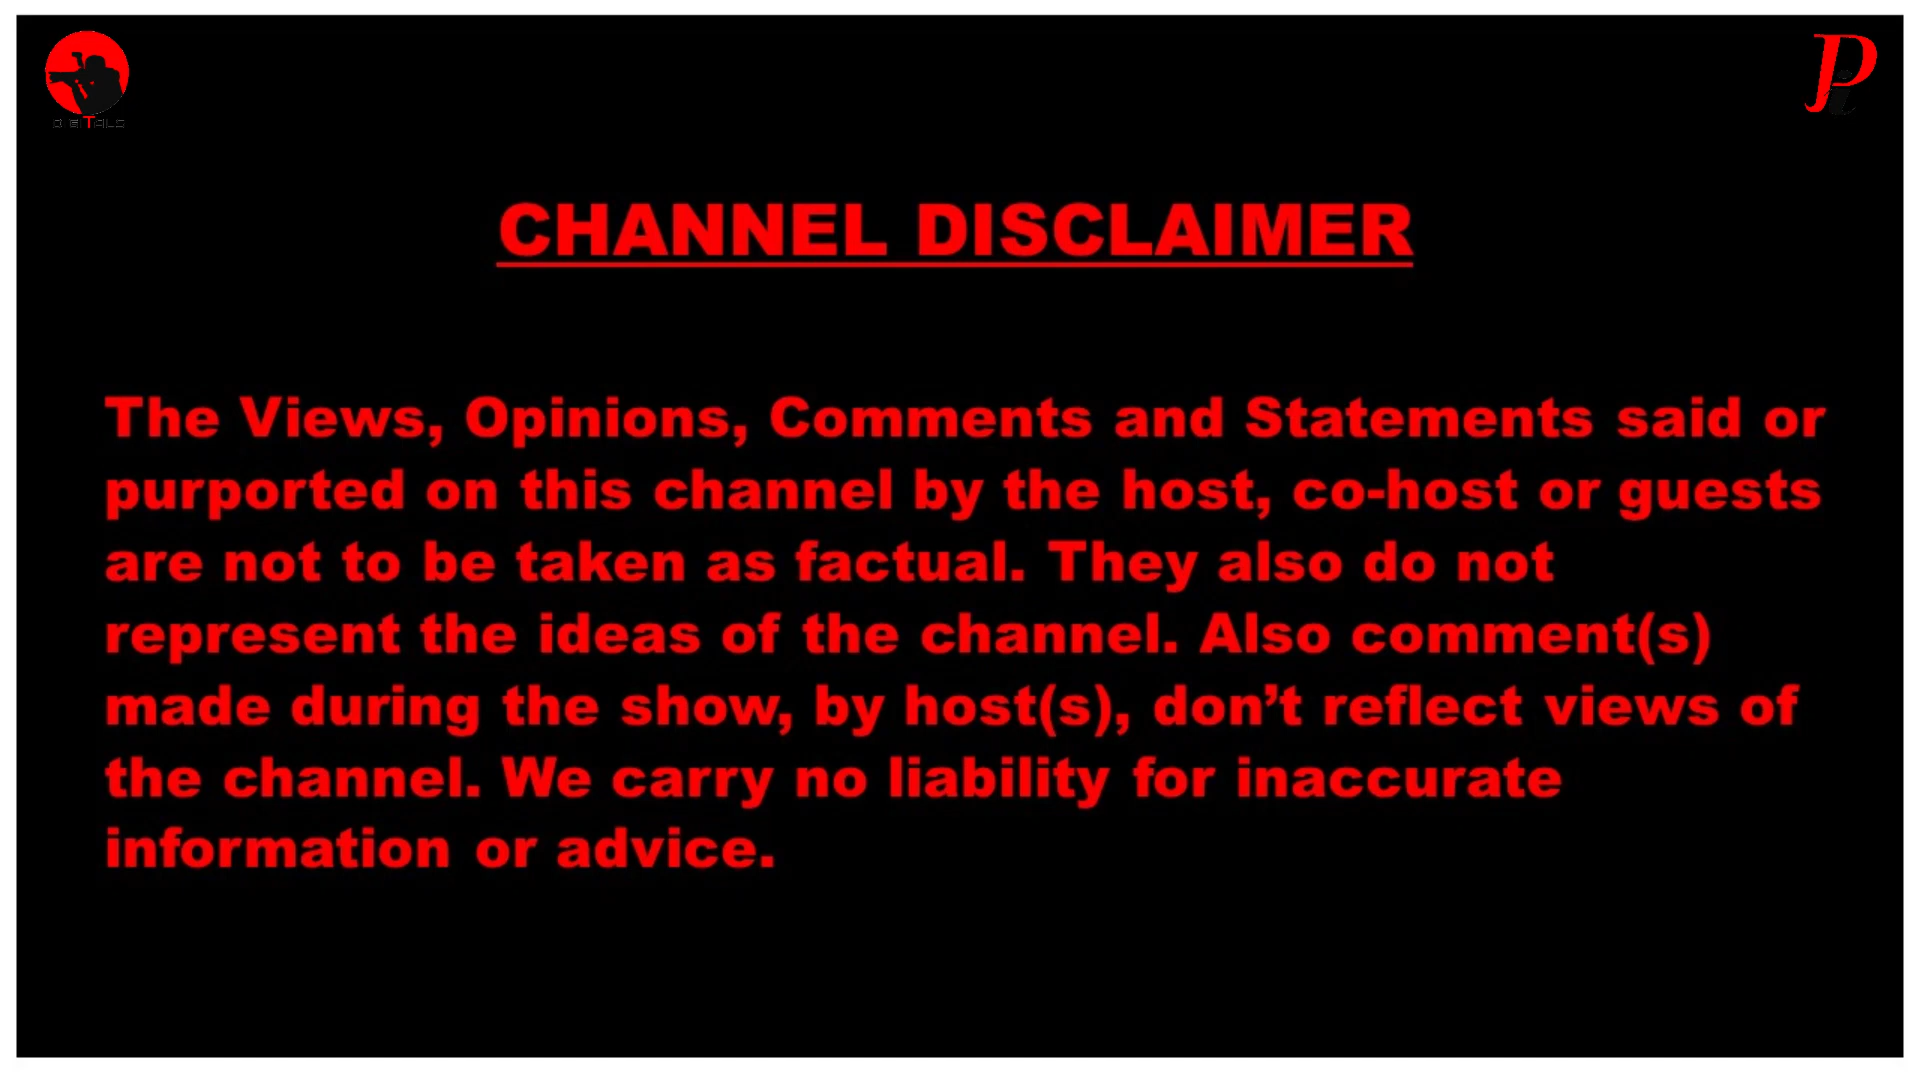 CHANNEL DISCLAIMER
The Views, Opinions, Comments and Statements said or
purported on this channel by the host, co-host or guests
are not to be taken as factual. They also do not
represent the ideas of the channel. Also comment(s)
made during the show, by host(s), don’t reflect views of
the channel. We carry no liability for inaccurate
information or advice.